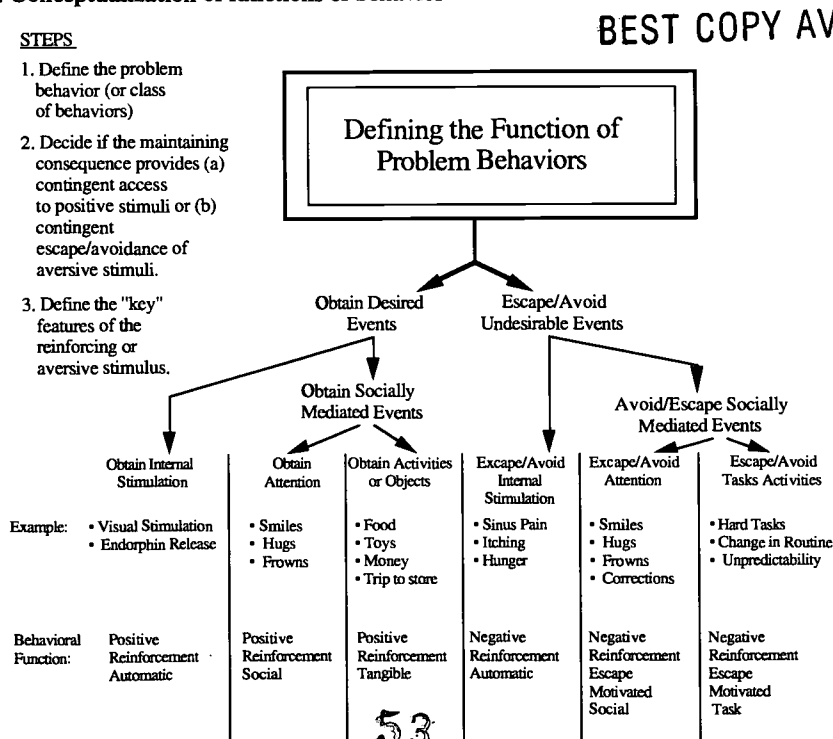 BEST COPY AV
STEPS
1. Define the problem
behavior (or class
of behaviors)
2. Decide if the maintaining
consequence provides (a)
contingent access
to positive stimuli or (b)
contingent
escape/avoidance of
aversive stimuli.
3. Define the "key"
features of the
reinforcing or
aversive stimulus.
Defining the Function of
Problem Behaviors
Obtain Desired
Events
Escape/Avoid
Undesirable Events
Obtain Socially
Mediated Events
Avoid/Escape Socially
Mediated Events
Obtain Internal
Stimulation
Obtain
Attention
Obtain Activities
or Objects
Excape/Avoid
Internal
Stimulation
Excape/Avoid
Attention
Escape/Avoid
Tasks Activities
Example:
• Visual Stimulation
• Endorphin Release
• Smiles
• Hugs
• Frowns
• Food
• Toys
• Money
• Trip to store
• Sinus Pain
• Itching
• Hunger
• Smiles
• Hugs
• Frowns
• Corrections
• Hard Tasks
• Change in Routine
• Unpredictability
Behavioral
Function:
Positive
Reinforcement
Automatic
Positive
Reinforcement
Social
Positive
Reinforcement
Tangible
Negative
Reinforcement
Automatic
Negative
Reinforcement
Escape
Motivated
Social
Negative
Reinforcement
Escape
Motivated
Task
53